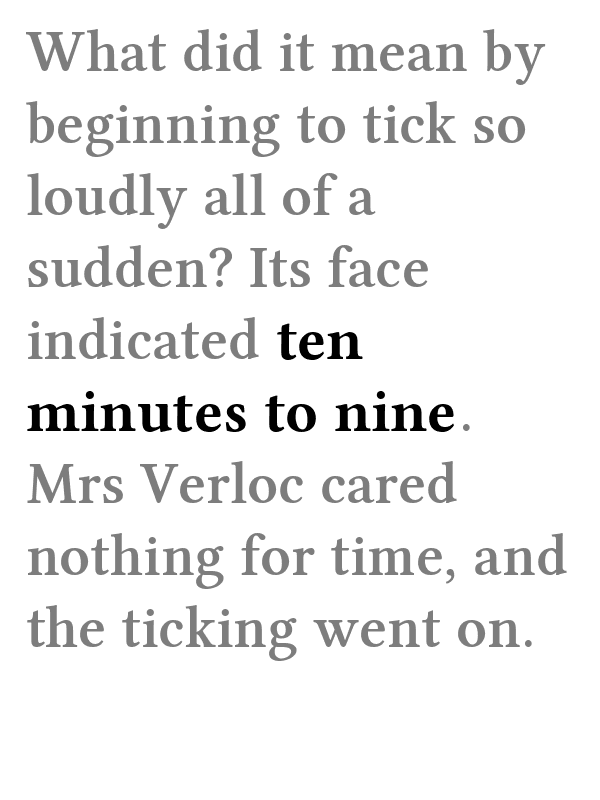 What did it mean by
beginning to tick so
loudly all of a
sudden? Its face
indicated ten
minutes to nine.
Mrs Verloc cared
nothing for time, and
the ticking went on.